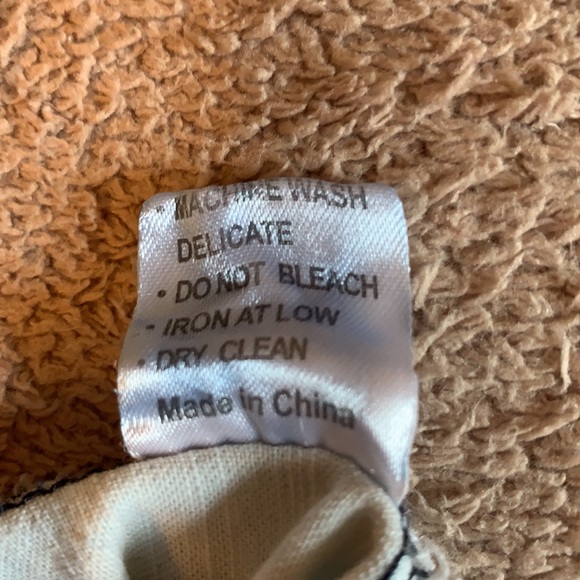 • MACHINE WASH
DELICATE
• DO NOT BLEACH
• IRON AT LOW
• DRY CLEAN
Made in China